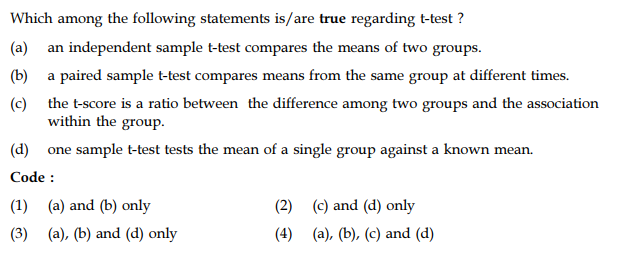 Which among the following statements is/are true regarding t-test ?
(a) an independent sample t-test compares the means of two groups.
(b) a paired sample t-test compares means from the same group at different times.
(c) the t-score is a ratio between the difference among two groups and the association
within the group.
(d) one sample t-test tests the mean of a single group against a known mean.
Code :
(1) (a) and (b) only (2) (c) and (d) only
(3) (a), (b) and (d) only (4) (a), (b), (c) and (d)